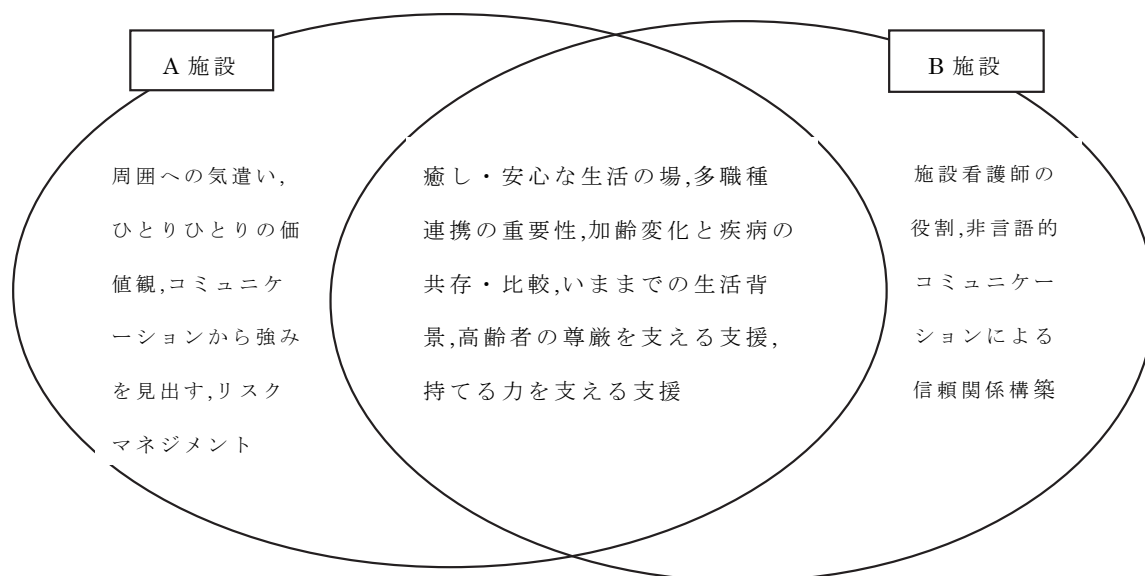 A 施設
B 施設
周囲への気遣い,
ひとりひとりの価
値観,コミュニケ
ーションから強み
を見出す,リスク
マネジメント
癒し・安心な生活の場,多職種
連携の重要性,加齢変化と疾病の
共存・比較,いままでの生活背
景,高齢者の尊厳を支える支援,
持てる力を支える支援
施設看護師の
役割,非言語的
コミュニケー
ションによる
信頼関係構築